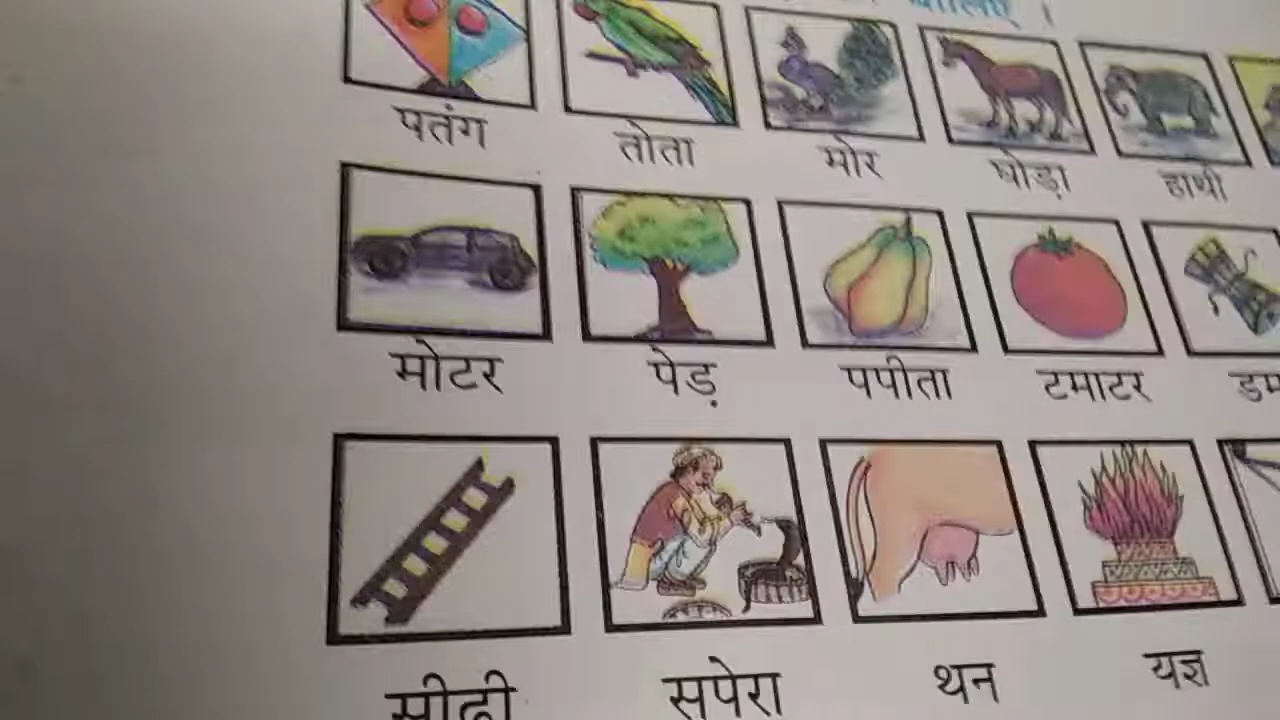 बोलिए ।
पतंग तोता मोर घोड़ा हाथी
मोटर पेड़ पपीता टमाटर
सीढ़ी सपेरा थन यज्ञ